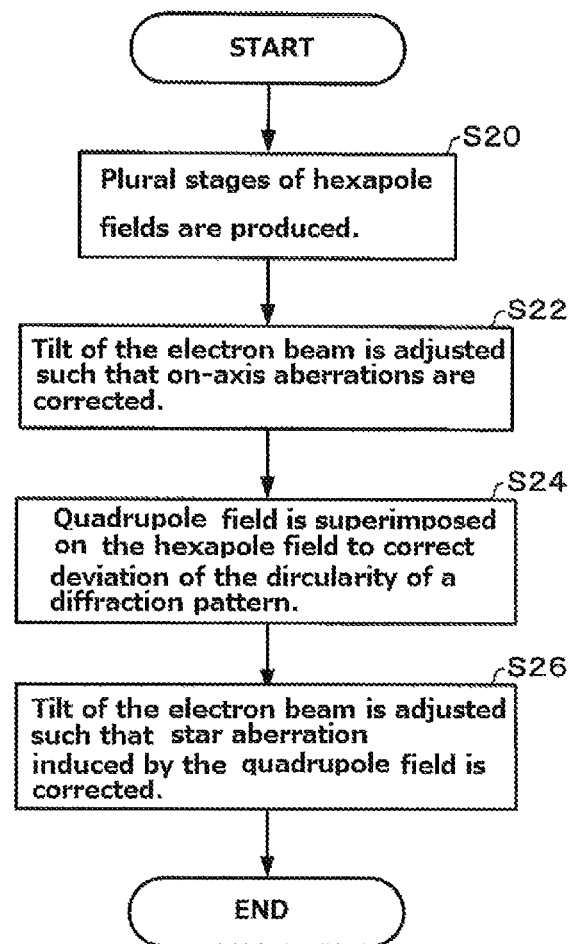 START
S20
Plural stages of hexapole
fields are produced.
S22
Tilt of the electron beam is adjusted
such that on-axis aberrations are
corrected.
S24
Quadrupole field is superimposed
on the hexapole field to correct
deviation of the dircularity of a
diffraction pattern.
S26
Tilt of the electron beam is adjusted
such that star aberration
induced by the quadrupole field is
corrected.
END